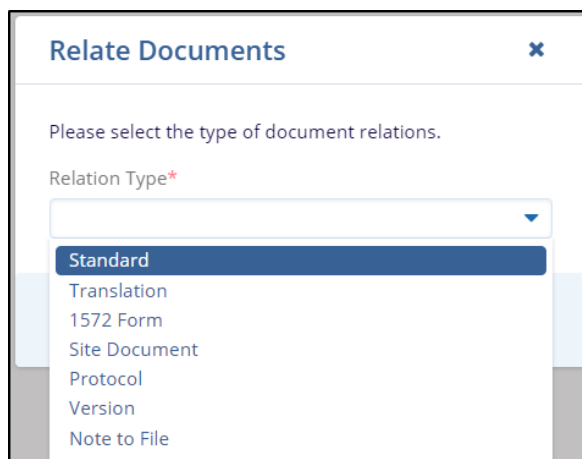 Relate Documents
Please select the type of document relations.
Relation Type*
Standard
Translation
1572 Form
Site Document
Protocol
Version
Note to File